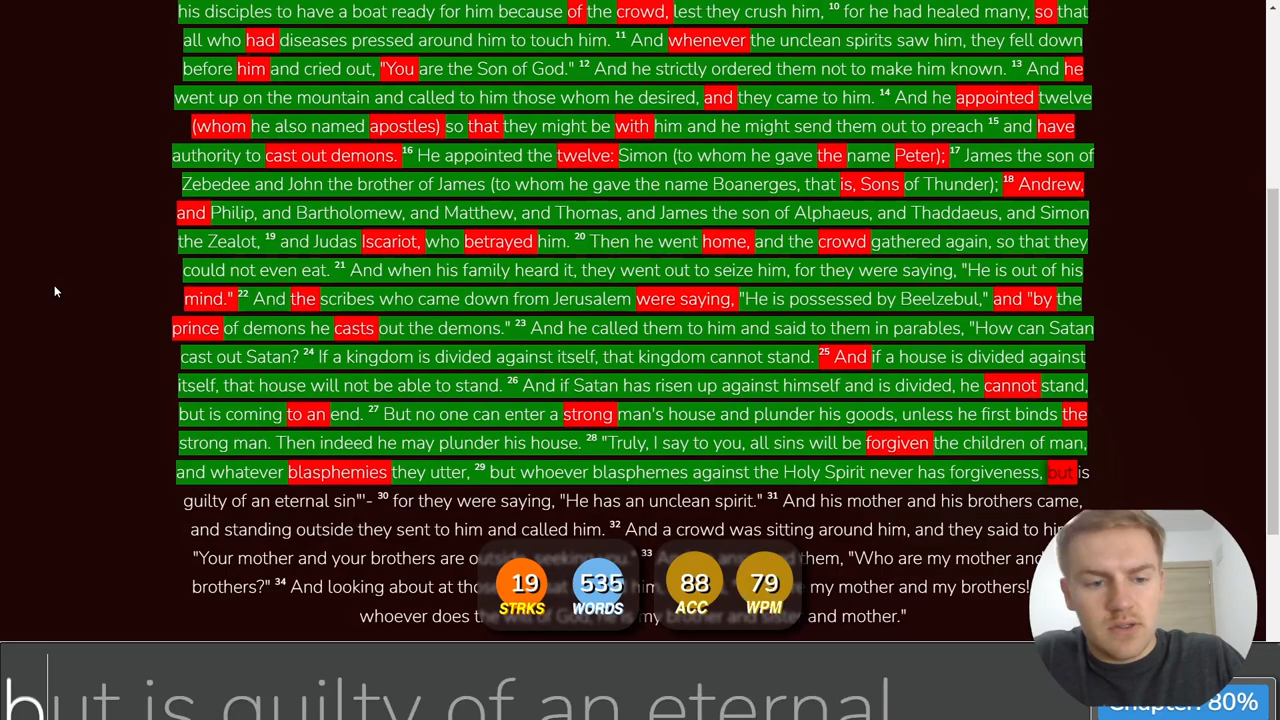 his disciples to have a boat ready for him because of the crowd, lest they crush him, 10 for he had healed many, so that
all who had diseases pressed around him to touch him. 11 And whenever the unclean spirits saw him, they fell down
before him and cried out, "You are the Son of God." 12 And he strictly ordered them not to make him known. 13 And he
went up on the mountain and called to him those whom he desired, and they came to him. 14 And he appointed twelve
(whom he also named apostles) so that they might be with him and he might send them out to preach 15 and have
authority to cast out demons. 16 He appointed the twelve: Simon (to whom he gave the name Peter); 17 James the son of
Zebedee and John the brother of James (to whom he gave the name Boanerges, that is, Sons of Thunder); 18 Andrew,
and Philip, and Bartholomew, and Matthew, and Thomas, and James the son of Alphaeus, and Thaddaeus, and Simon
the Zealot, 19 and Judas Iscariot, who betrayed him. 20 Then he went home, and the crowd gathered again, so that they
could not even eat. 21 And when his family heard it, they went out to seize him, for they were saying, "He is out of his
mind." 22 And the scribes who came down from Jerusalem were saying, "He is possessed by Beelzebul," and "by the
prince of demons he casts out the demons." 23 And he called them to him and said to them in parables, "How can Satan
cast out Satan? 24 If a kingdom is divided against itself, that kingdom cannot stand. 25 And if a house is divided against
itself, that house will not be able to stand. 26 And if Satan has risen up against himself and is divided, he cannot stand,
but is coming to an end. 27 But no one can enter a strong man's house and plunder his goods, unless he first binds the
strong man. Then indeed he may plunder his house. 28 "Truly, I say to you, all sins will be forgiven the children of man,
and whatever blasphemies they utter, 29 but whoever blasphemes against the Holy Spirit never has forgiveness, but is
guilty of an eternal sin"'- 30 for they were saying, "He has an unclean spirit." 31 And his mother and his brothers came,
and standing outside they sent to him and called him. 32 And a crowd was sitting around him, and they said to
"Your mother and your brothers are 33 them, "Who are my mother and
brothers?" 34 And looking about at my mother and my brothers!
whoever does the my and mother."
19 STRKS 535 WORDS 88 ACC 79 WPM
but is guilty of an eternal
Chapter: 80%